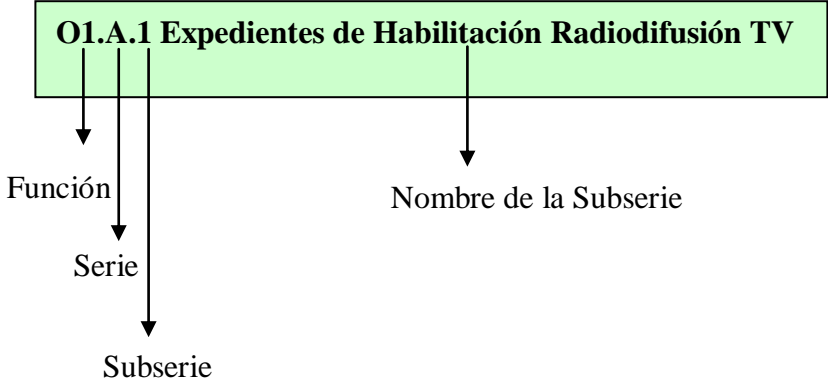 O1.A.1 Expedientes de Habilitación Radiodifusión TV
Función
Nombre de la Subserie
Serie
Subserie